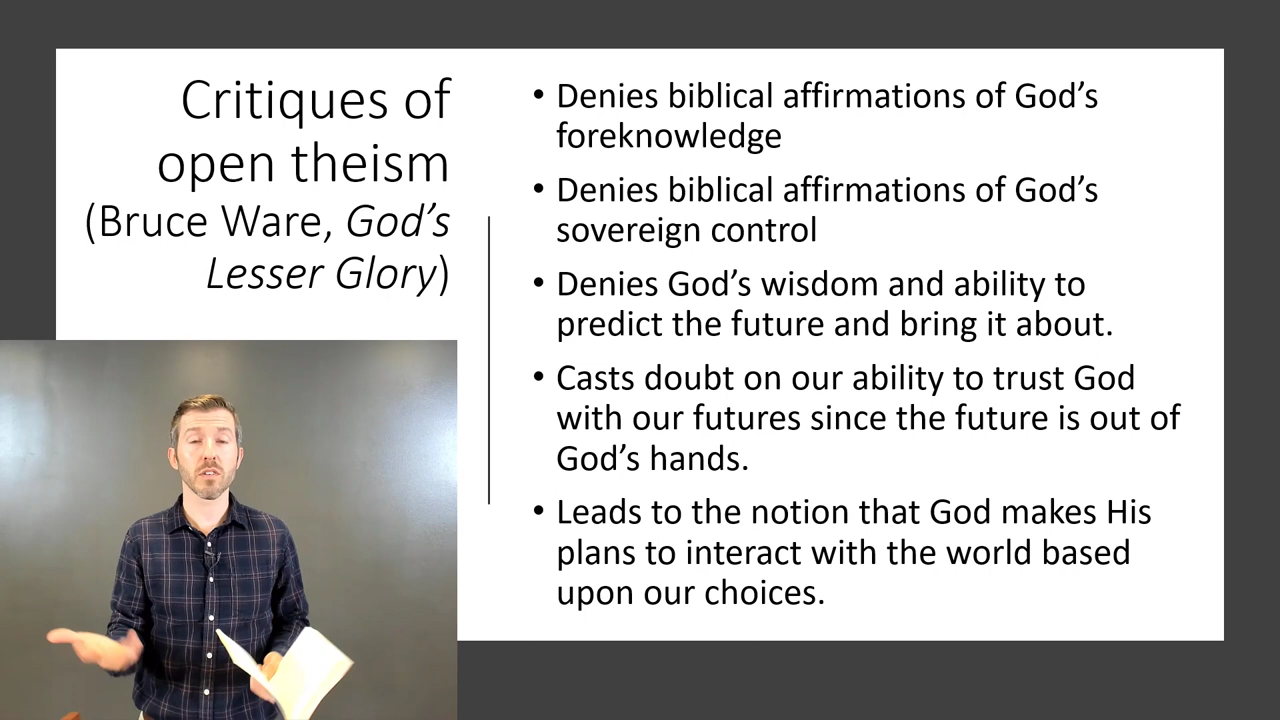 Critiques of
open theism
(Bruce Ware, God’s
Lesser Glory)
• Denies biblical affirmations of God’s
foreknowledge
• Denies biblical affirmations of God’s
sovereign control
• Denies God’s wisdom and ability to
predict the future and bring it about.
• Casts doubt on our ability to trust God
with our futures since the future is out of
God’s hands.
• Leads to the notion that God makes His
plans to interact with the world based
upon our choices.